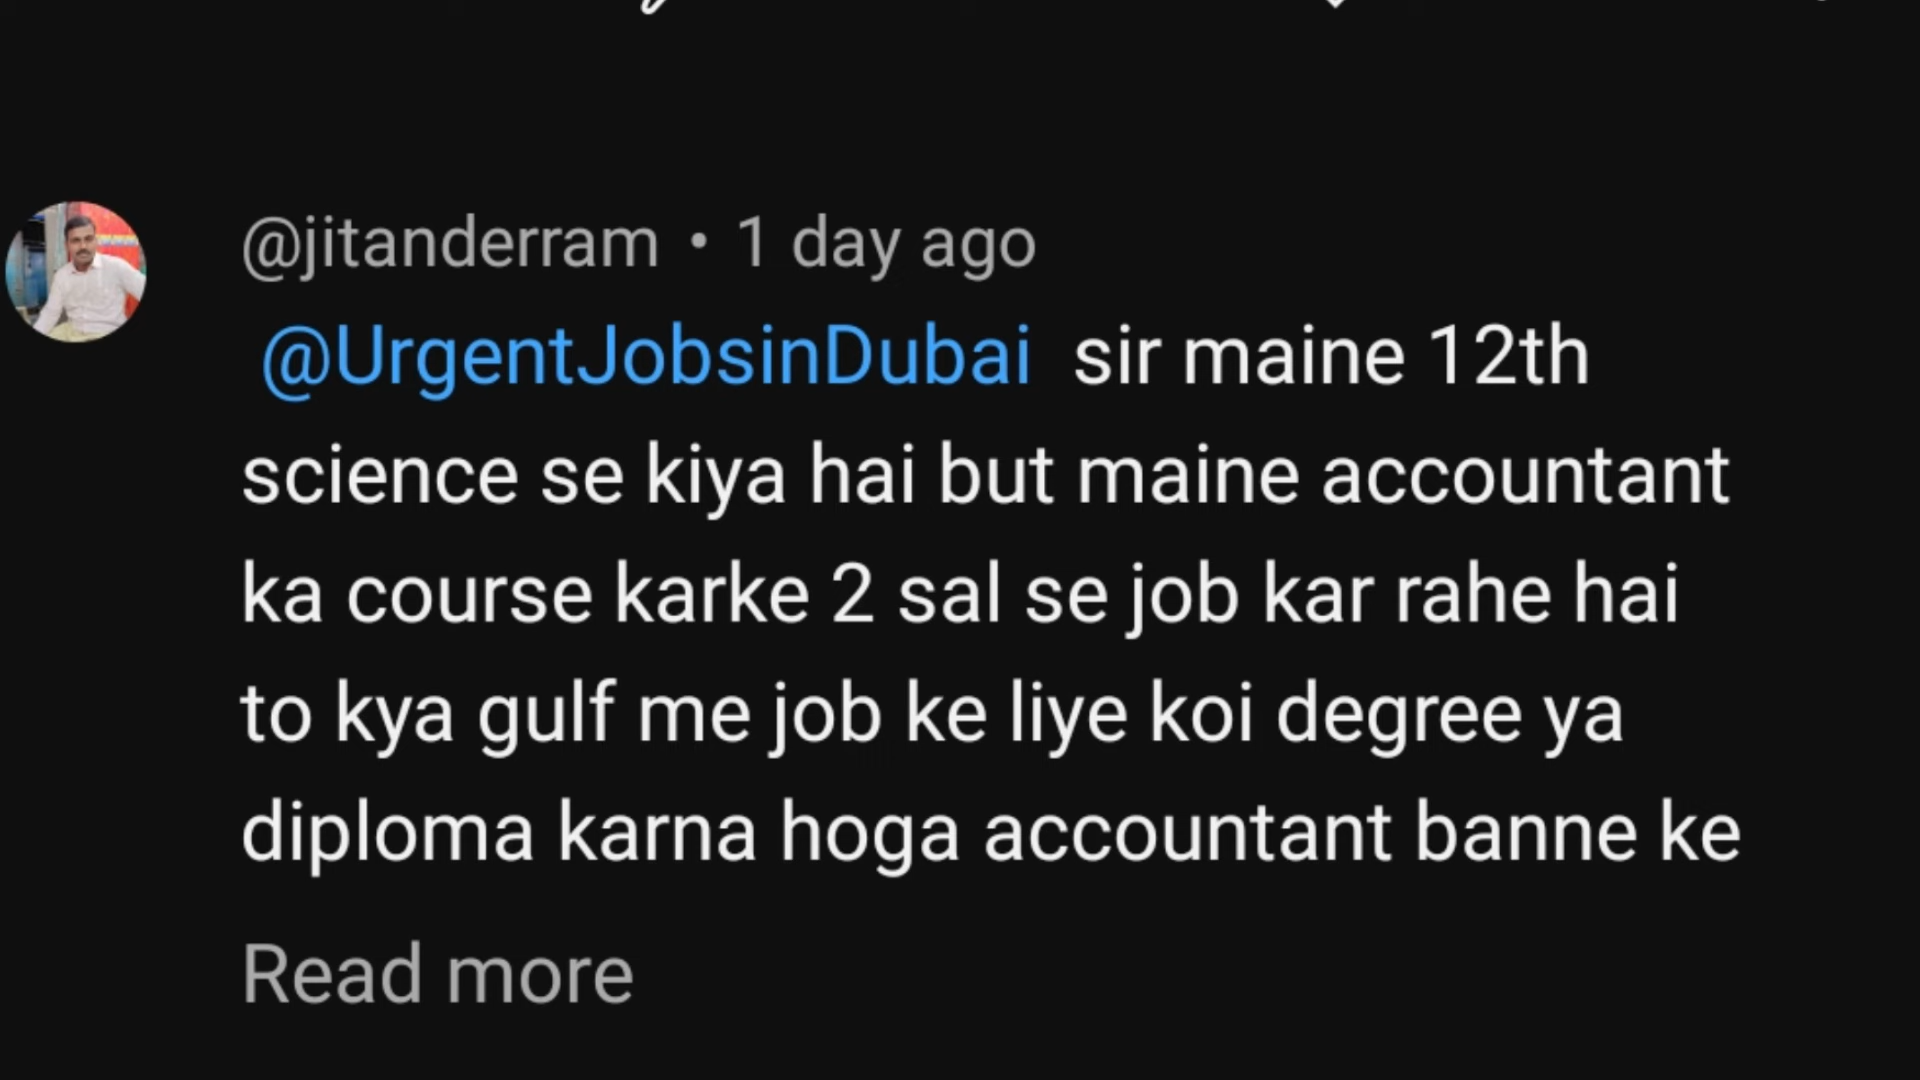 @jitanderram • 1 day ago
@UrgentJobsinDubai sir maine 12th
science se kiya hai but maine accountant
ka course karke 2 sal se job kar rahe hai
to kya gulf me job ke liye koi degree ya
diploma karna hoga accountant banne ke
Read more